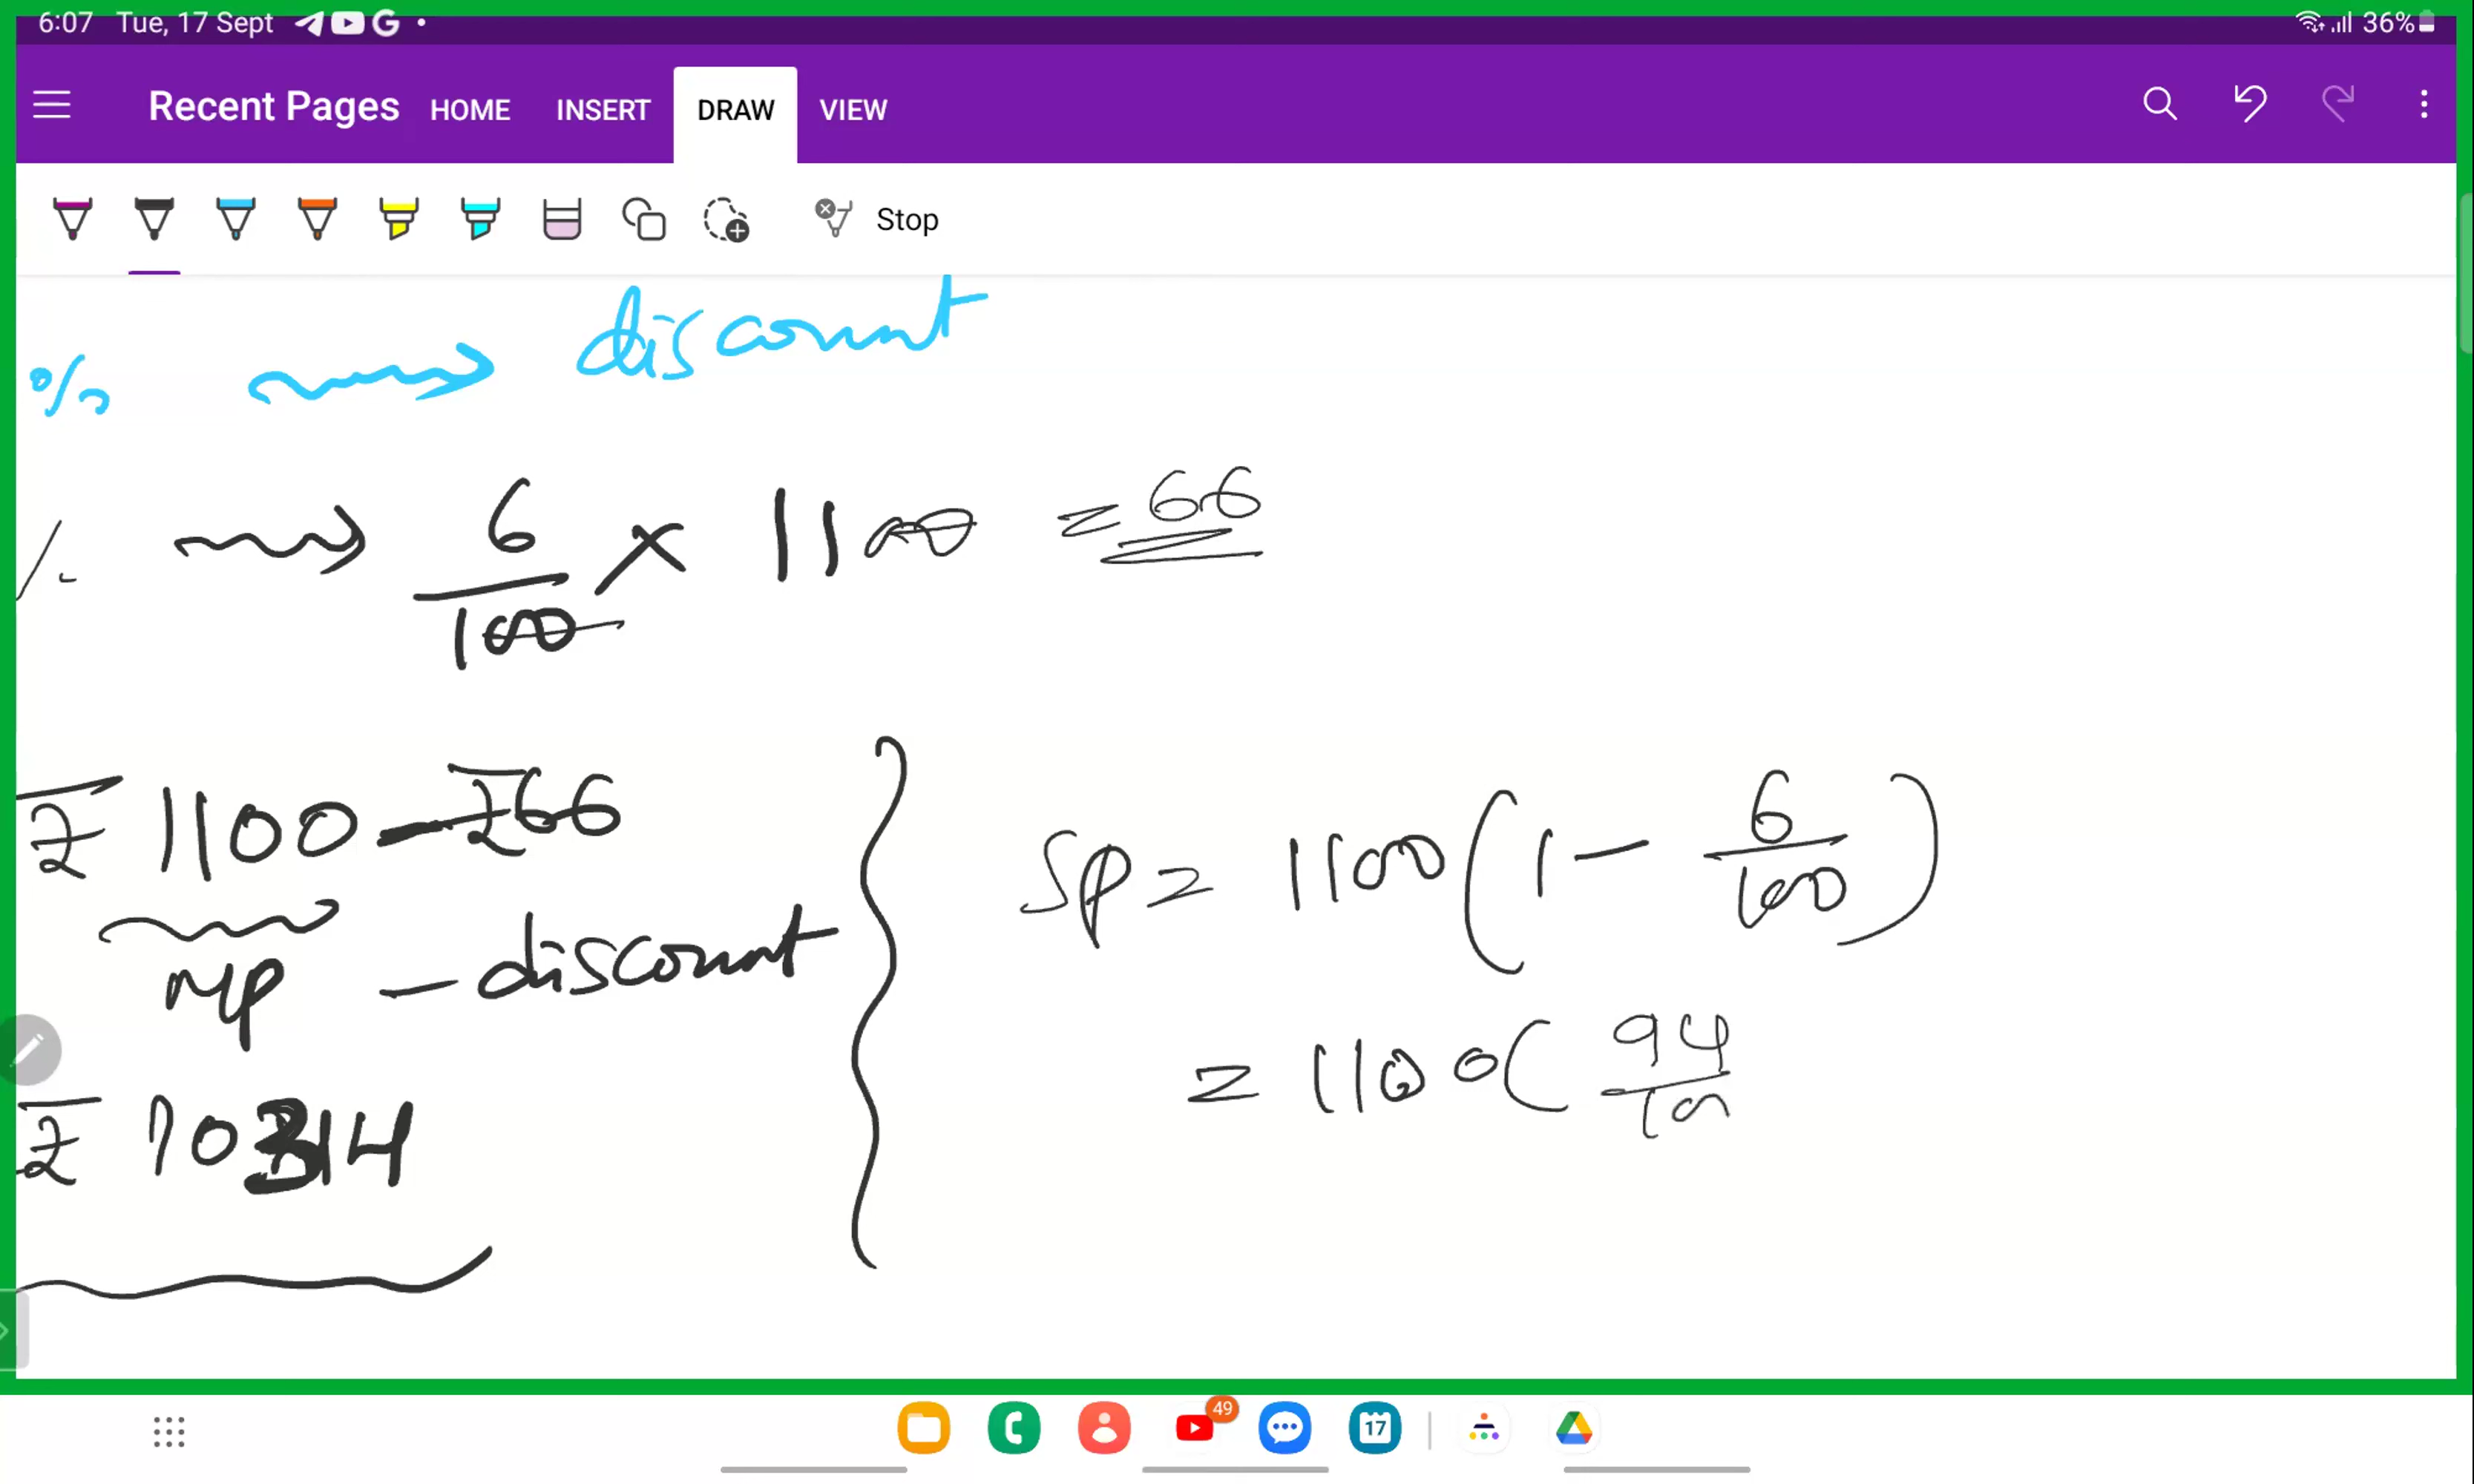 6:07 Tue, 17 Sept
36%
Recent Pages HOME INSERT DRAW VIEW
Stop
% discount
6/100 × 1100 = 66
₹ 1100 - ₹66
MP - discount
₹ 1014
SP = 1100 (1 - 6/100)
= 1100 ( 94/100
49
17